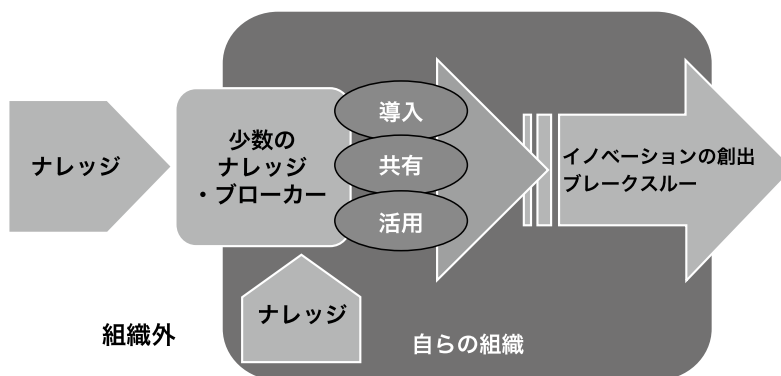 ナレッジ
少数の
ナレッジ
・ブローカー
導入
共有
活用
イノベーションの創出
ブレークスルー
ナレッジ
組織外
自らの組織